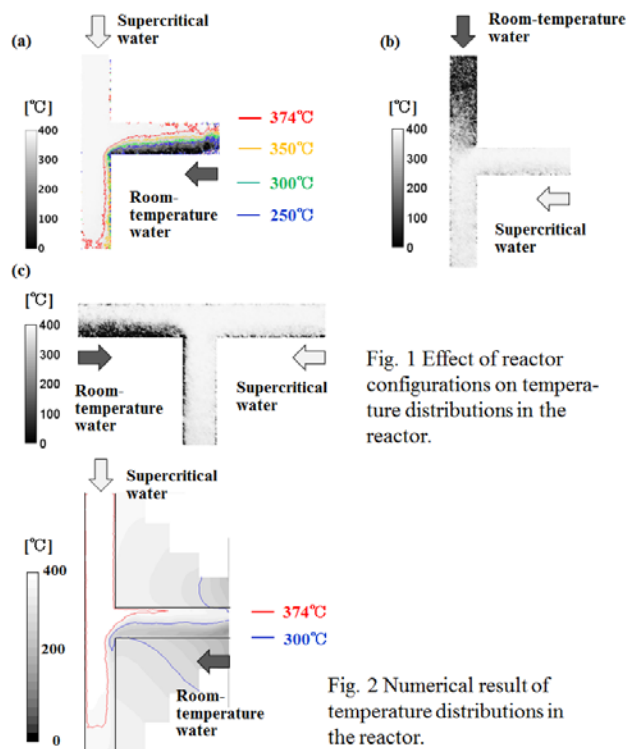 Supercritical
water
(a)
[℃]
400
300
200
100
0
374℃
350℃
300℃
250℃
Room-
temperature
water
Room-temperature
water
(b)
[℃]
400
300
200
100
0
Supercritical
water
(c)
[℃]
400
300
200
100
0
Room-
temperature
water
Supercritical
water
Fig. 1 Effect of reactor
configurations on tempera-
ture distributions in the
reactor.
Supercritical
water
[℃]
400
200
0
374℃
300℃
Room-
temperature
water
Fig. 2 Numerical result of
temperature distributions in
the reactor.